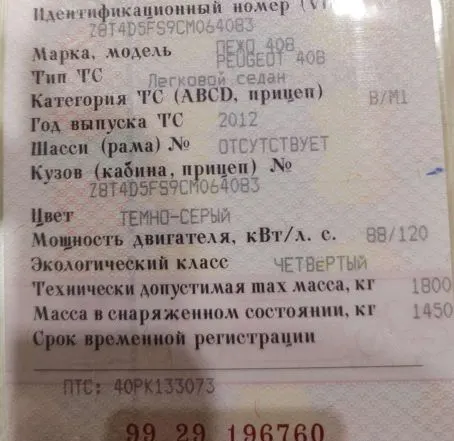 Идентификационный номер (VI
Z8T4D5FS9CM064083
Марка, модель ПЕЖО 408
PEUGEOT 408
Тип ТС Легковой седан
Категория ТС (ABCD, прицеп) B/M1
Год выпуска ТС 2012
Шасси (рама) № ОТСУТСТВУЕТ
Кузов (кабина, прицеп) №
Z8T4D5FS9CM064083
Цвет ТЕМНО-СЕРЫЙ
Мощность двигателя, кВт/л. с. 88/120
Экологический класс ЧЕТВеРТЫЙ
Технически допустимая max масса, кг 1800
Масса в снаряженном состоянии, кг 1450
Срок временной регистрации
ПТС: 40РК133073
99 29 196760